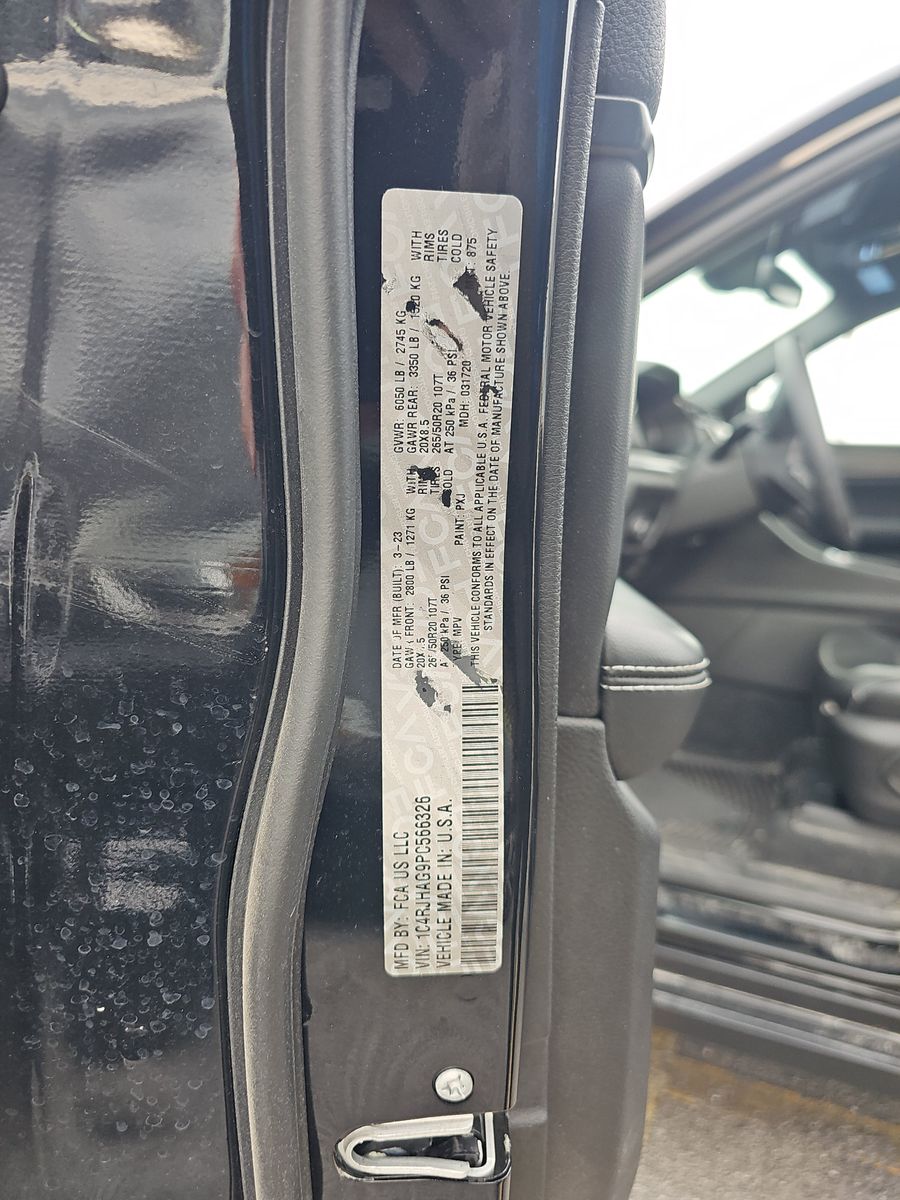 MFD BY: FCA US LLC
VIN: 1C4RJHAG9PC566326
VEHICLE MADE IN: U.S.A.
DATE OF MFR (BUILT): 3-23
GAWR FRONT: 2800 LB / 1271 KG WITH
20X8.5 RIMS
265/50R20 107T TIRES
AT 250 kPa / 36 PSI COLD
TYPE: MPV PAINT: PXJ
GVWR: 6050 LB / 2745 KG
GAWR REAR: 3350 LB / 1520 KG WITH
20X8.5 RIMS
265/50R20 107T TIRES
AT 250 kPa / 36 PSI COLD
MDH: 031720 : 875
THIS VEHICLE CONFORMS TO ALL APPLICABLE U.S.A. FEDERAL MOTOR VEHICLE SAFETY
STANDARDS IN EFFECT ON THE DATE OF MANUFACTURE SHOWN ABOVE.